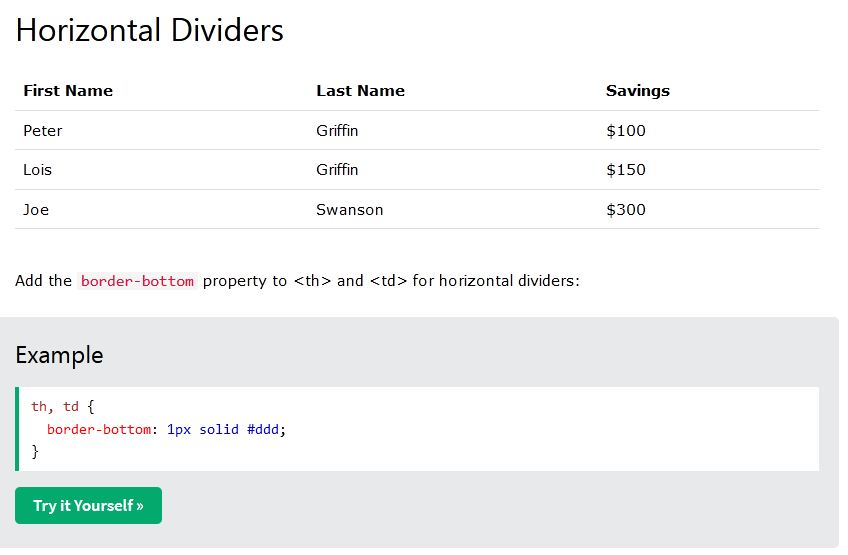 Horizontal Dividers
First Name Last Name Savings
Peter Griffin $100
Lois Griffin $150
Joe Swanson $300
Add the border-bottom property to <th> and <td> for horizontal dividers:
Example
th, td {
  border-bottom: 1px solid #ddd;
}
Try it Yourself »